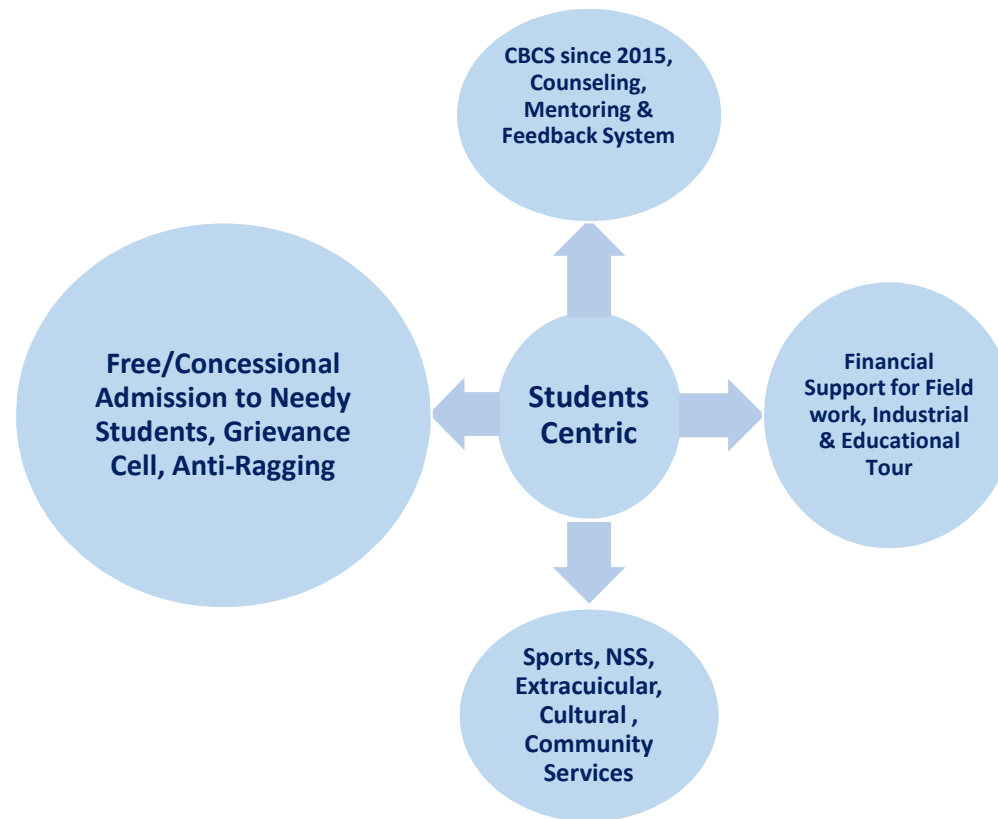 CBCS since 2015,
Counseling,
Mentoring &
Feedback System
Free/Concessional
Admission to Needy
Students, Grievance
Cell, Anti-Ragging
Students
Centric
Financial
Support for Field
work, Industrial
& Educational
Tour
Sports, NSS,
Extracuicular,
Cultural ,
Community
Services